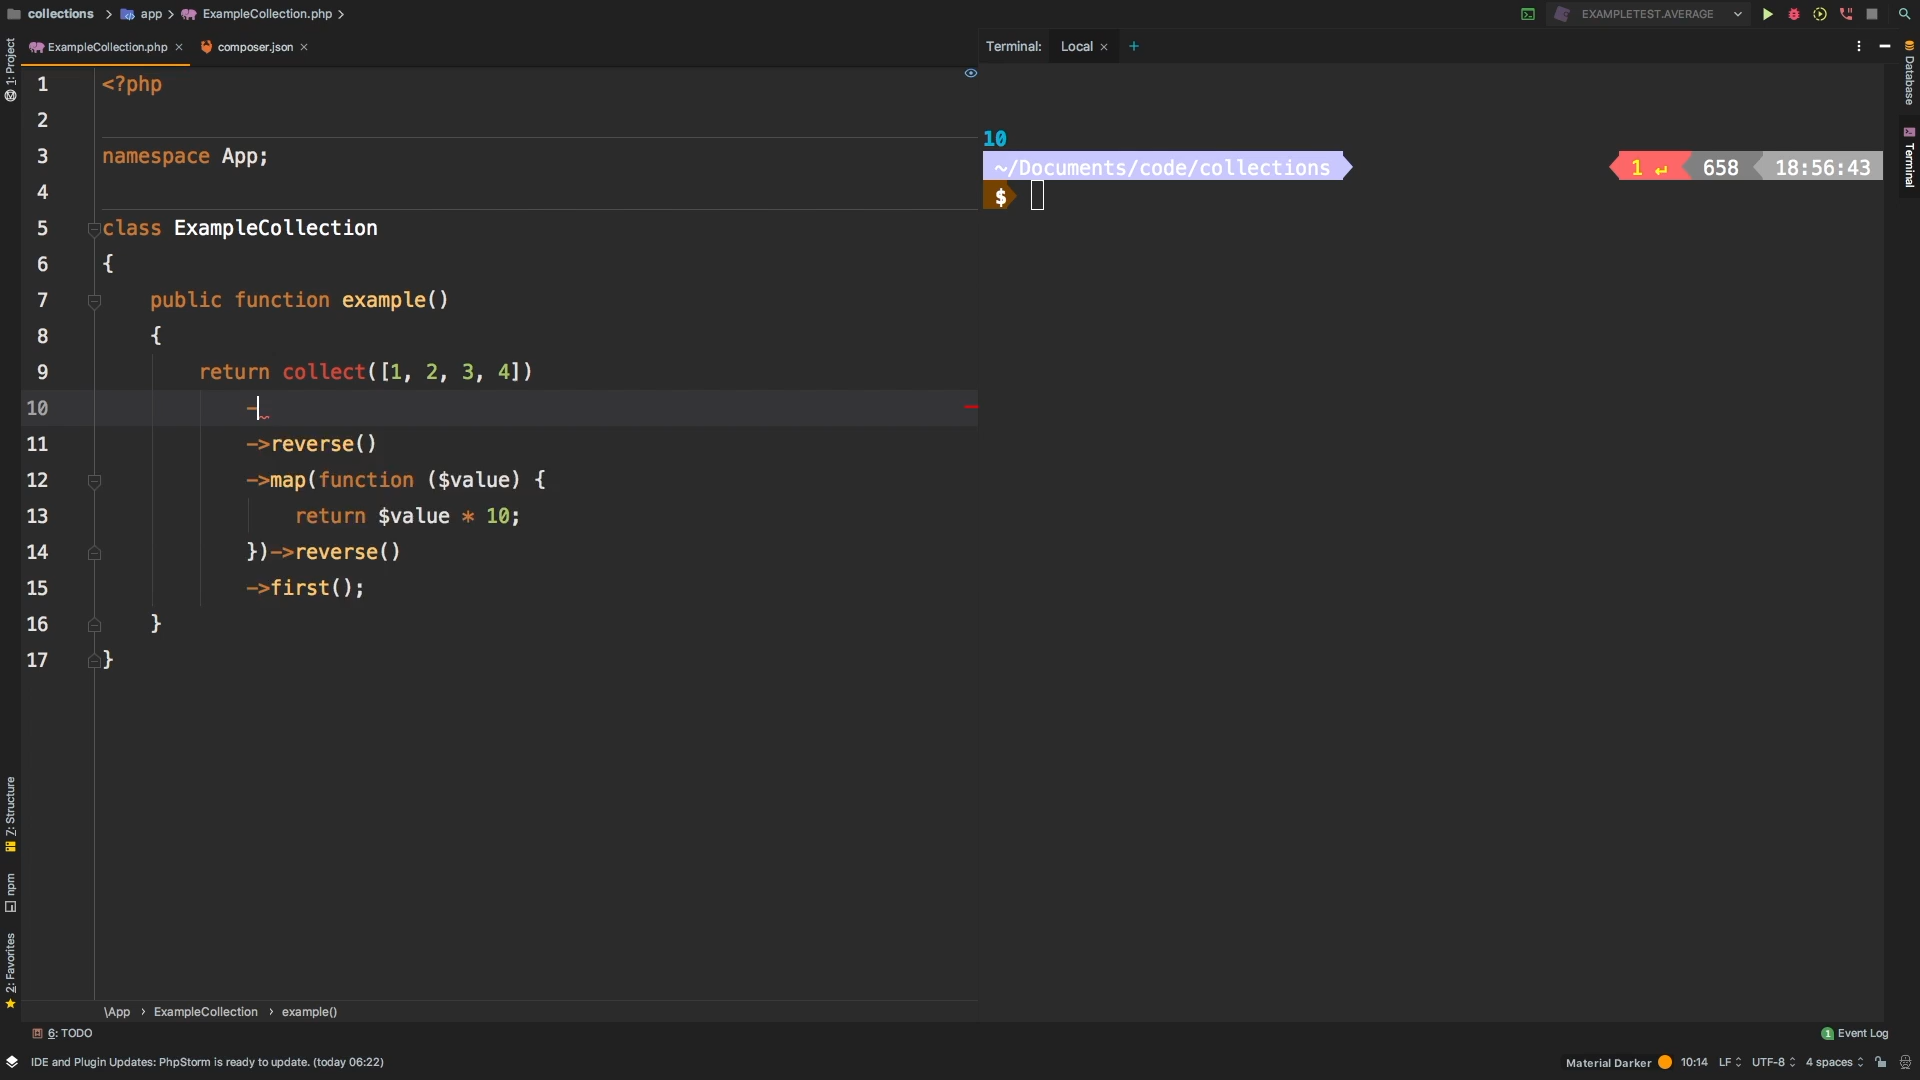 collections app ExampleCollection.php
EXAMPLETEST.AVERAGE
1: Project
ExampleCollection.php composer.json
Terminal: Local
Database
Terminal
1 <?php
2
3 namespace App;
4
5 class ExampleCollection
6 {
7 public function example()
8 {
9 return collect([1, 2, 3, 4])
10 -
11 ->reverse()
12 ->map(function ($value) {
13 return $value * 10;
14 })->reverse()
15 ->first();
16 }
17 }
10
~/Documents/code/collections 1 ↵ 658 18:56:43
$
Z: Structure
npm
2: Favorites
\App › ExampleCollection › example()
6: TODO
1 Event Log
IDE and Plugin Updates: PhpStorm is ready to update. (today 06:22)
Material Darker 10:14 LF UTF-8 4 spaces